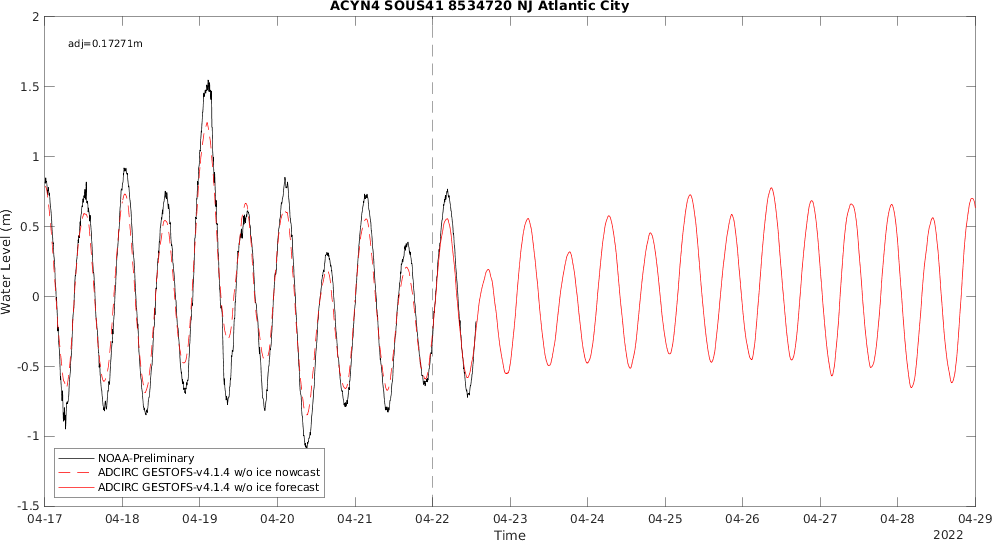 ACYN4 SOUS41 8534720 NJ Atlantic City
adj=0.17271m
2
1.5
1
0.5
0
-0.5
-1
-1.5
Water Level (m)
NOAA-Preliminary
ADCIRC GESTOFS-v4.1.4 w/o ice nowcast
ADCIRC GESTOFS-v4.1.4 w/o ice forecast
04-17 04-18 04-19 04-20 04-21 04-22 04-23 04-24 04-25 04-26 04-27 04-28 04-29
Time
2022